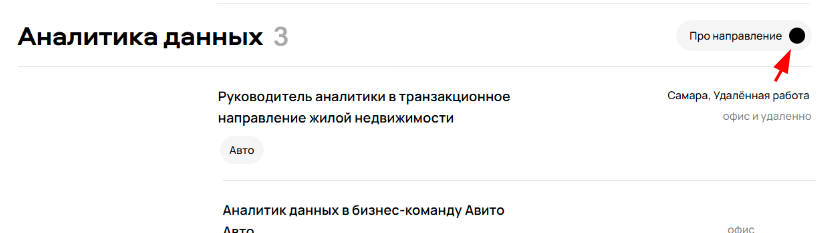 Аналитика данных 3
Про направление
Руководитель аналитики в транзакционное
направление жилой недвижимости
Самара, Удалённая работа
офис и удаленно
Авто
Аналитик данных в бизнес-команду Авито
Авто
офис